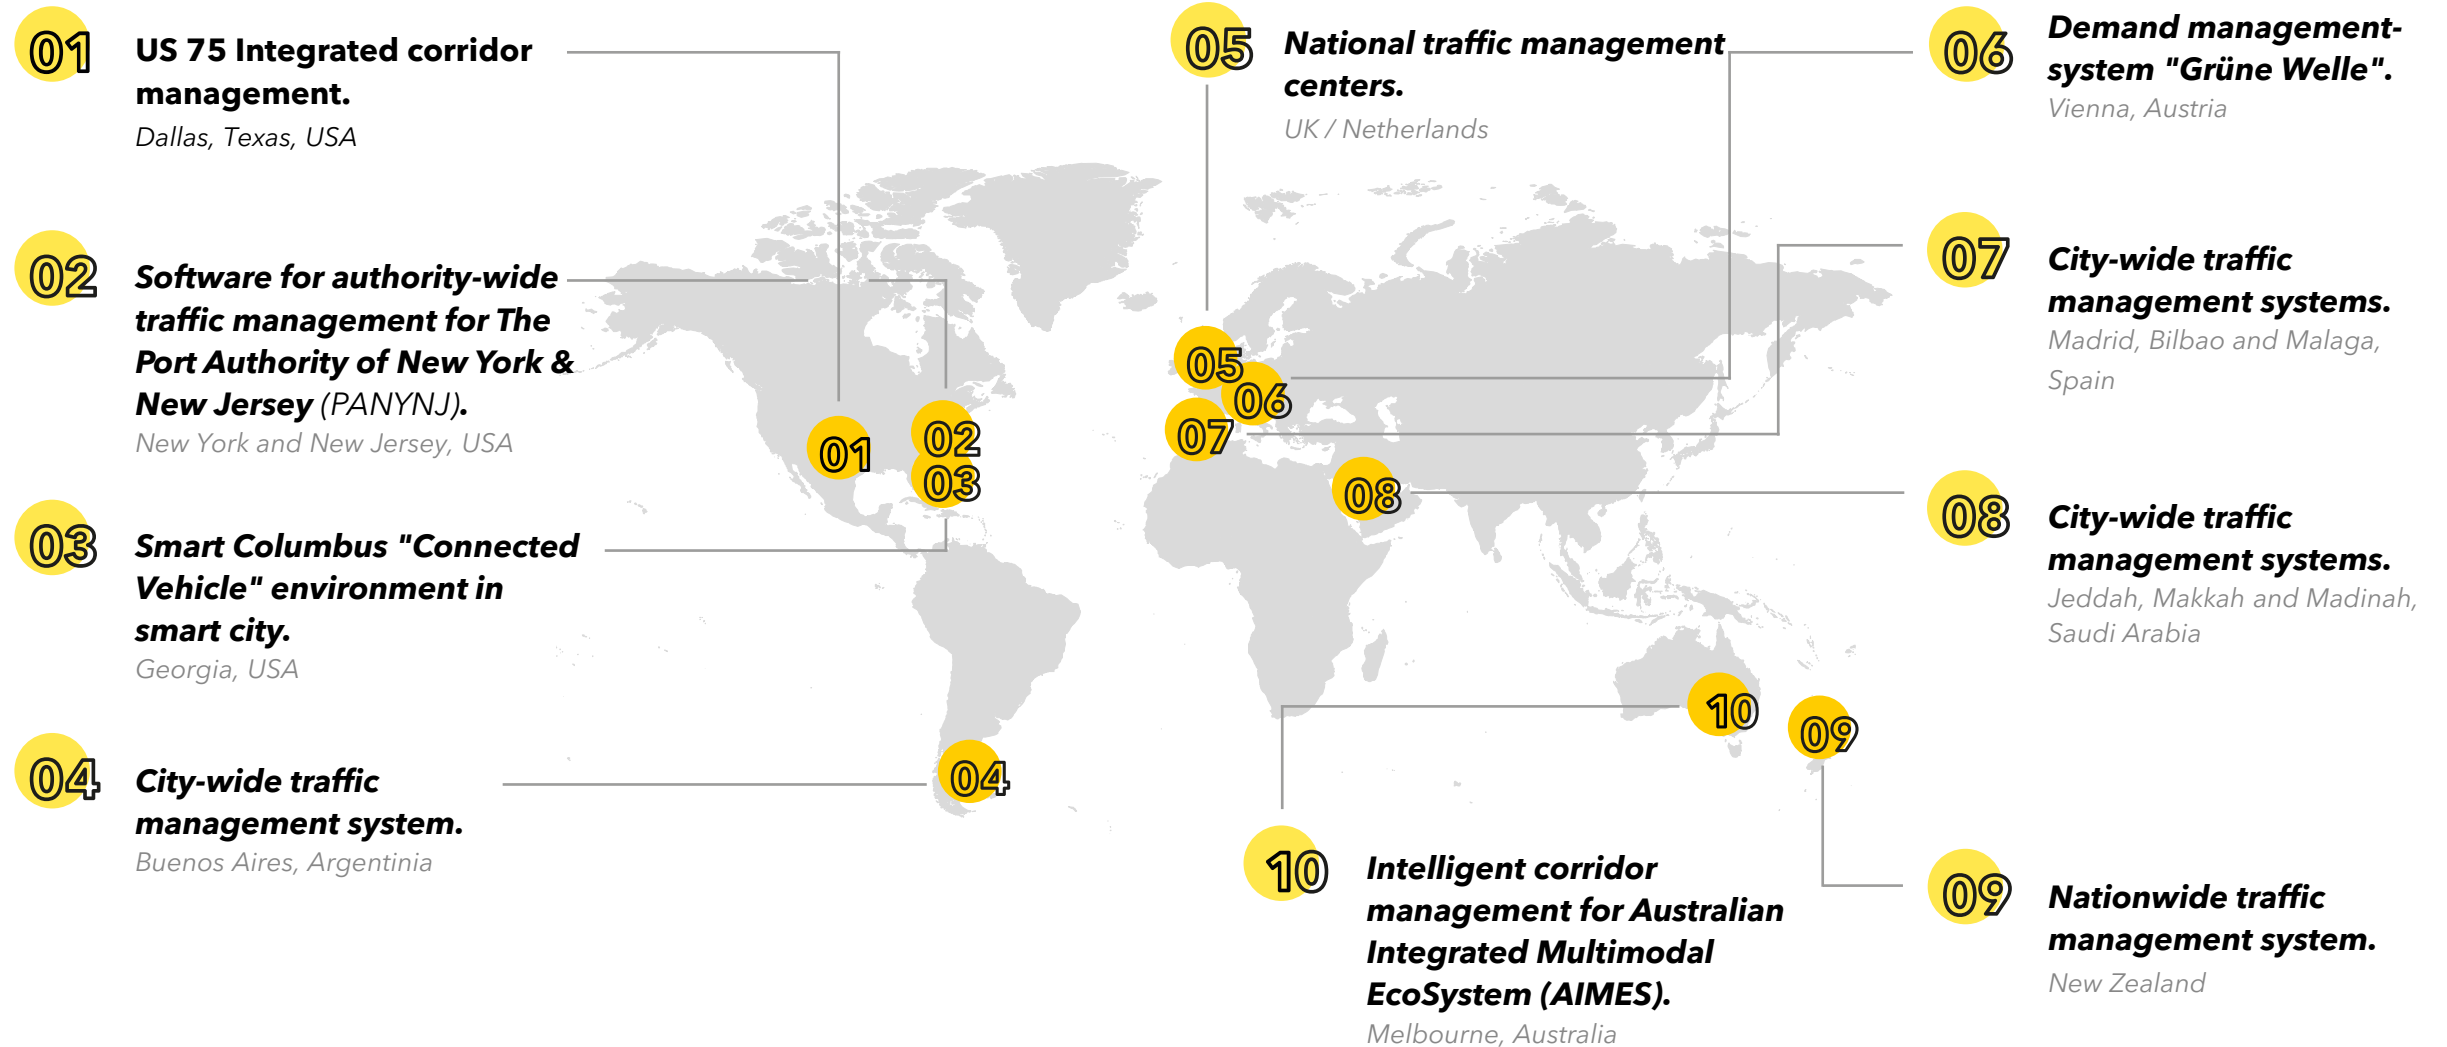 01
US 75 Integrated corridor
management.
Dallas, Texas, USA
02
Software for authority-wide
traffic management for The
Port Authority of New York &
New Jersey (PANYNJ).
New York and New Jersey, USA
03
Smart Columbus "Connected
Vehicle" environment in
smart city.
Georgia, USA
04
City-wide traffic
management system.
Buenos Aires, Argentinia
05
National traffic management
centers.
UK / Netherlands
06
Demand management-
system "Grüne Welle".
Vienna, Austria
07
City-wide traffic
management systems.
Madrid, Bilbao and Malaga,
Spain
08
City-wide traffic
management systems.
Jeddah, Makkah and Madinah,
Saudi Arabia
09
Nationwide traffic
management system.
New Zealand
10
Intelligent corridor
management for Australian
Integrated Multimodal
EcoSystem (AIMES).
Melbourne, Australia
01
02
03
04
05
06
07
08
10
09